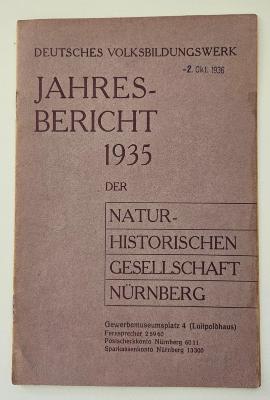 DEUTSCHES VOLKSBILDUNGSWERK
-2. Okt. 1936
JAHRES-
BERICHT
1935
DER
NATUR-
HISTORISCHEN
GESELLSCHAFT
NÜRNBERG
Gewerbemuseumsplatz 4 (Luitpoldhaus)
Fernsprecher 25960
Postscheckkonto Nürnberg 6011
Sparkassenkonto Nürnberg 13300